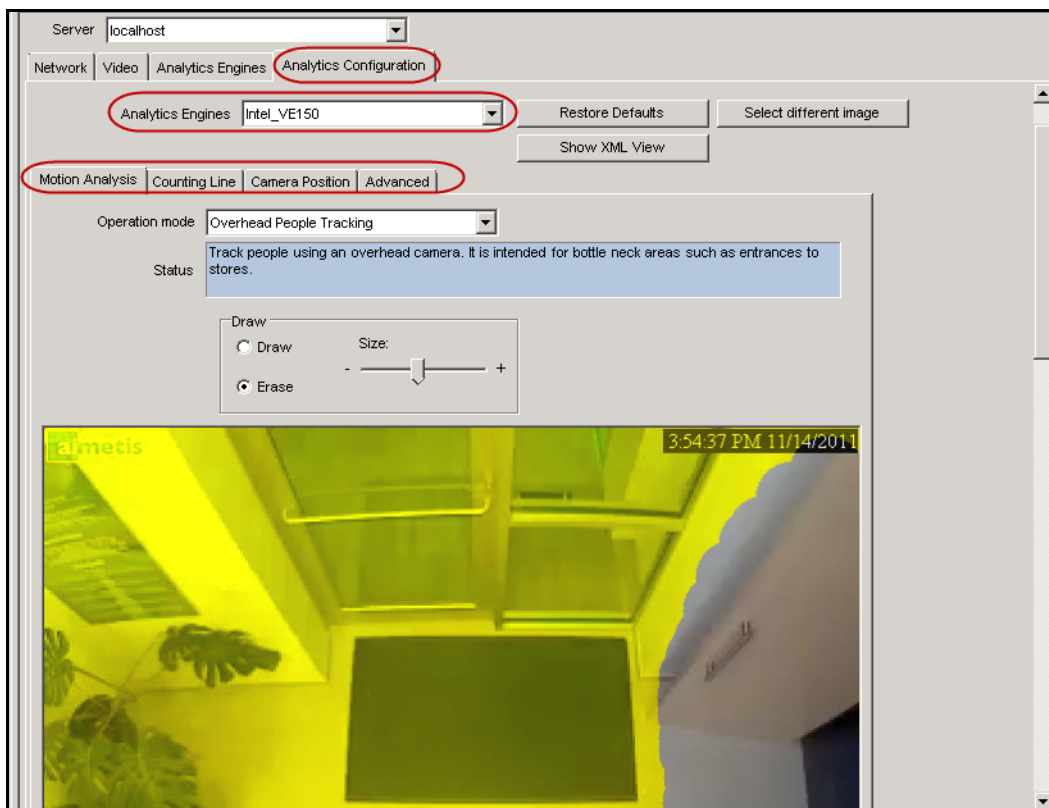 Server localhost
Network Video Analytics Engines Analytics Configuration
Analytics Engines Intel_VE150 Restore Defaults Select different image
Show XML View
Motion Analysis Counting Line Camera Position Advanced
Operation mode Overhead People Tracking
Status Track people using an overhead camera. It is intended for bottle neck areas such as entrances to
stores.
Draw
Draw Size:
- +
Erase
aimetis 3:54:37 PM 11/14/2011